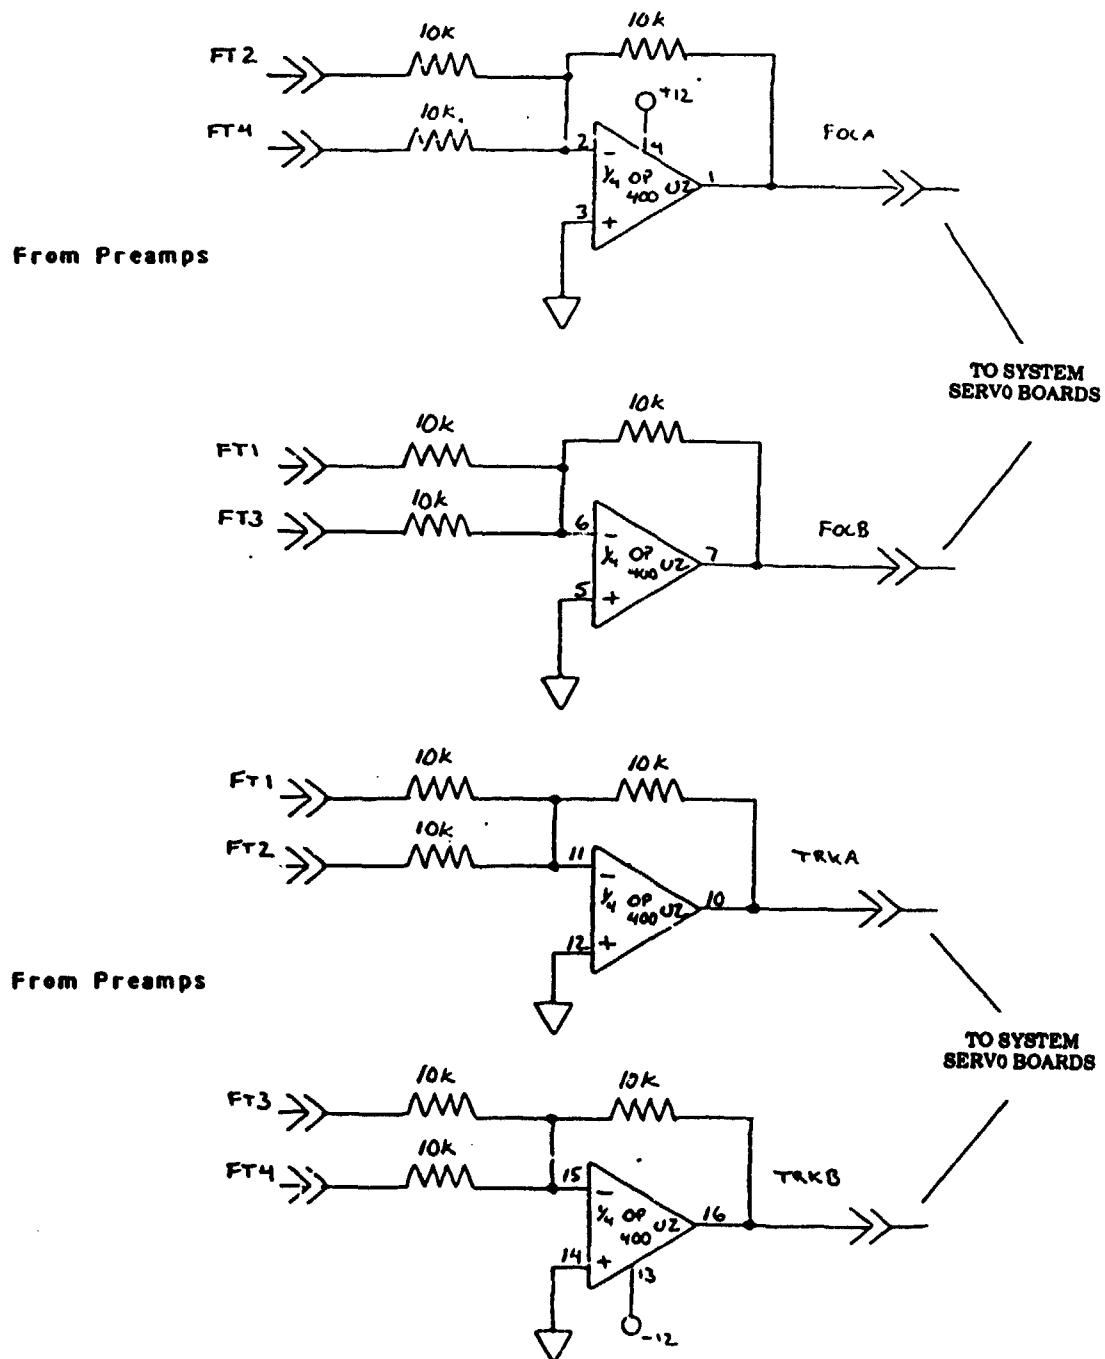 10k
10k
FT2
10k
+12
FT4
2
-
4
FOCA
1/4 OP
400 U2
1
3
+
From Preamps
TO SYSTEM
SERV0 BOARDS
10k
10k
FT1
10k
FT3
6
-
FOCB
1/4 OP
400 U2
7
5
+
10k
10k
FT1
10k
FT2
11
-
TRKA
1/4 OP
400 U2
10
12
+
From Preamps
TO SYSTEM
SERV0 BOARDS
10k
10k
FT3
10k
FT4
15
-
TRKB
1/4 OP
400 U2
16
14
+
13
-12